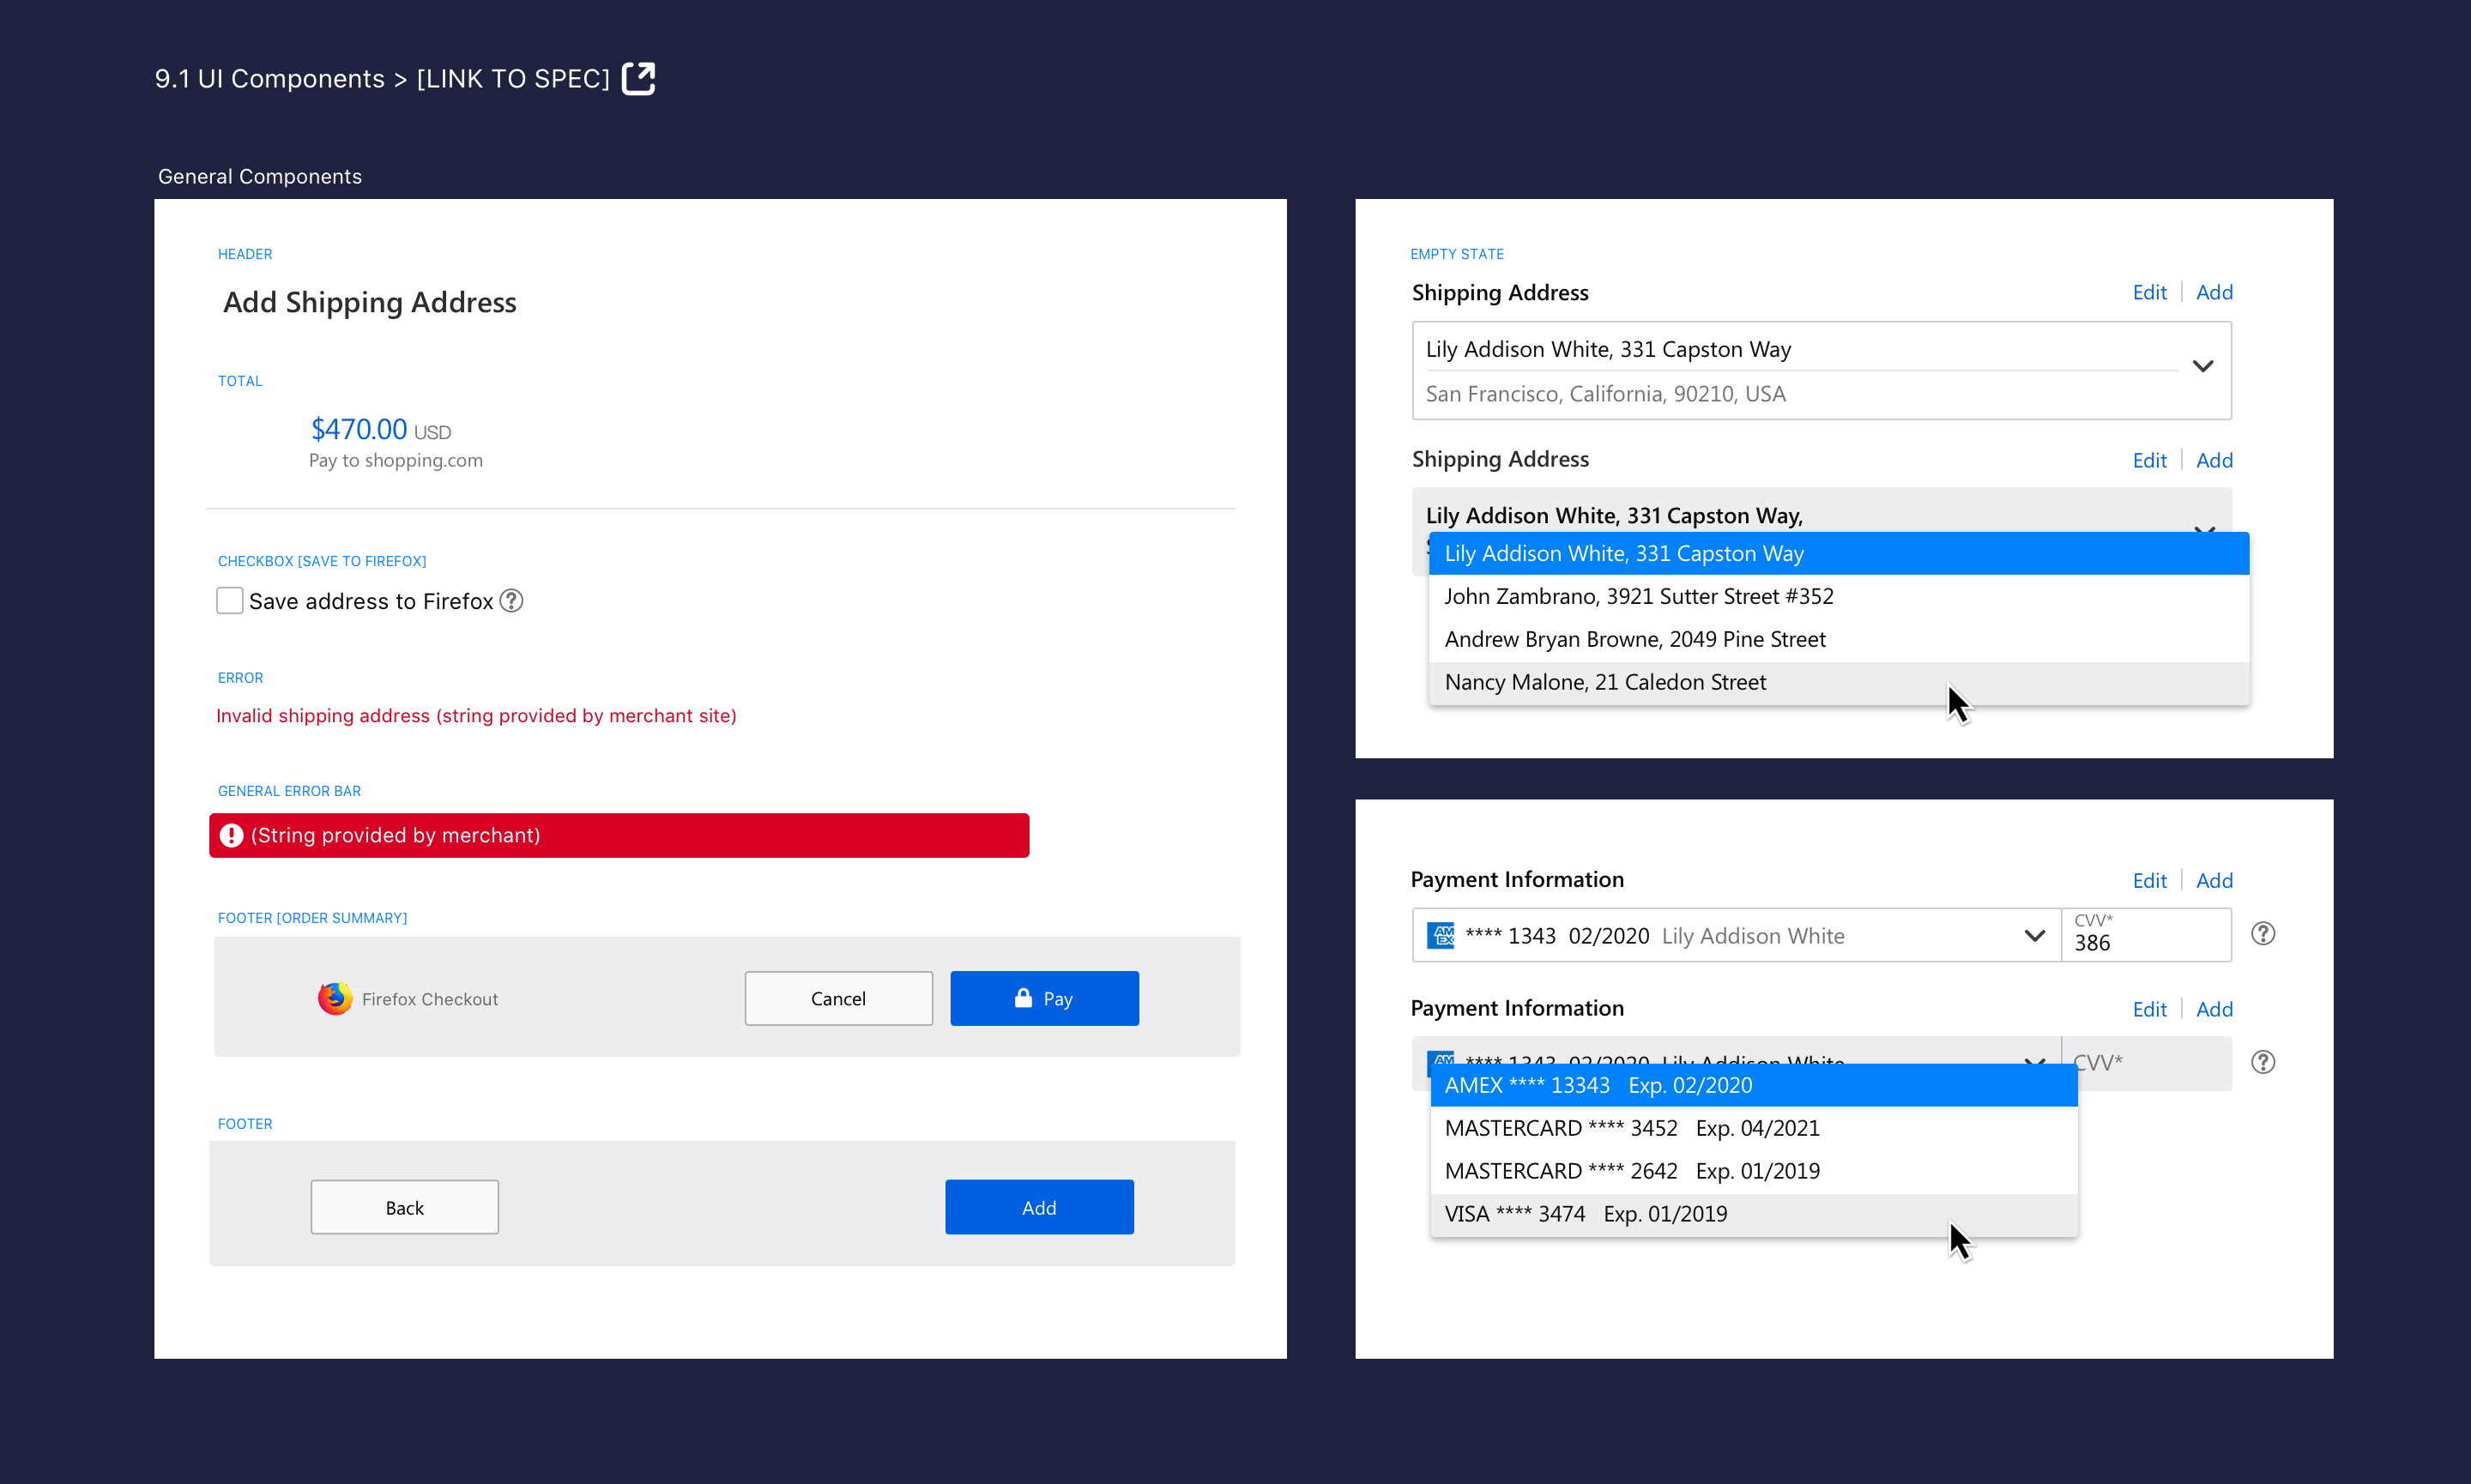 9.1 UI Components > [LINK TO SPEC]
General Components
HEADER
Add Shipping Address
TOTAL
$470.00 USD
Pay to shopping.com
CHECKBOX [SAVE TO FIREFOX]
Save address to Firefox ?
ERROR
Invalid shipping address (string provided by merchant site)
GENERAL ERROR BAR
(String provided by merchant)
FOOTER [ORDER SUMMARY]
Firefox Checkout
Cancel
Pay
FOOTER
Back
Add
EMPTY STATE
Shipping Address
Edit
Add
Lily Addison White, 331 Capston Way
San Francisco, California, 90210, USA
Shipping Address
Edit
Add
Lily Addison White, 331 Capston Way,
Lily Addison White, 331 Capston Way
John Zambrano, 3921 Sutter Street #352
Andrew Bryan Browne, 2049 Pine Street
Nancy Malone, 21 Caledon Street
Payment Information
Edit
Add
AMEX **** 1343 02/2020 Lily Addison White
CVV*
386
?
Payment Information
Edit
Add
**** 1343 02/2020 Lily Addison White
CVV*
?
AMEX **** 13343 Exp. 02/2020
MASTERCARD **** 3452 Exp. 04/2021
MASTERCARD **** 2642 Exp. 01/2019
VISA **** 3474 Exp. 01/2019